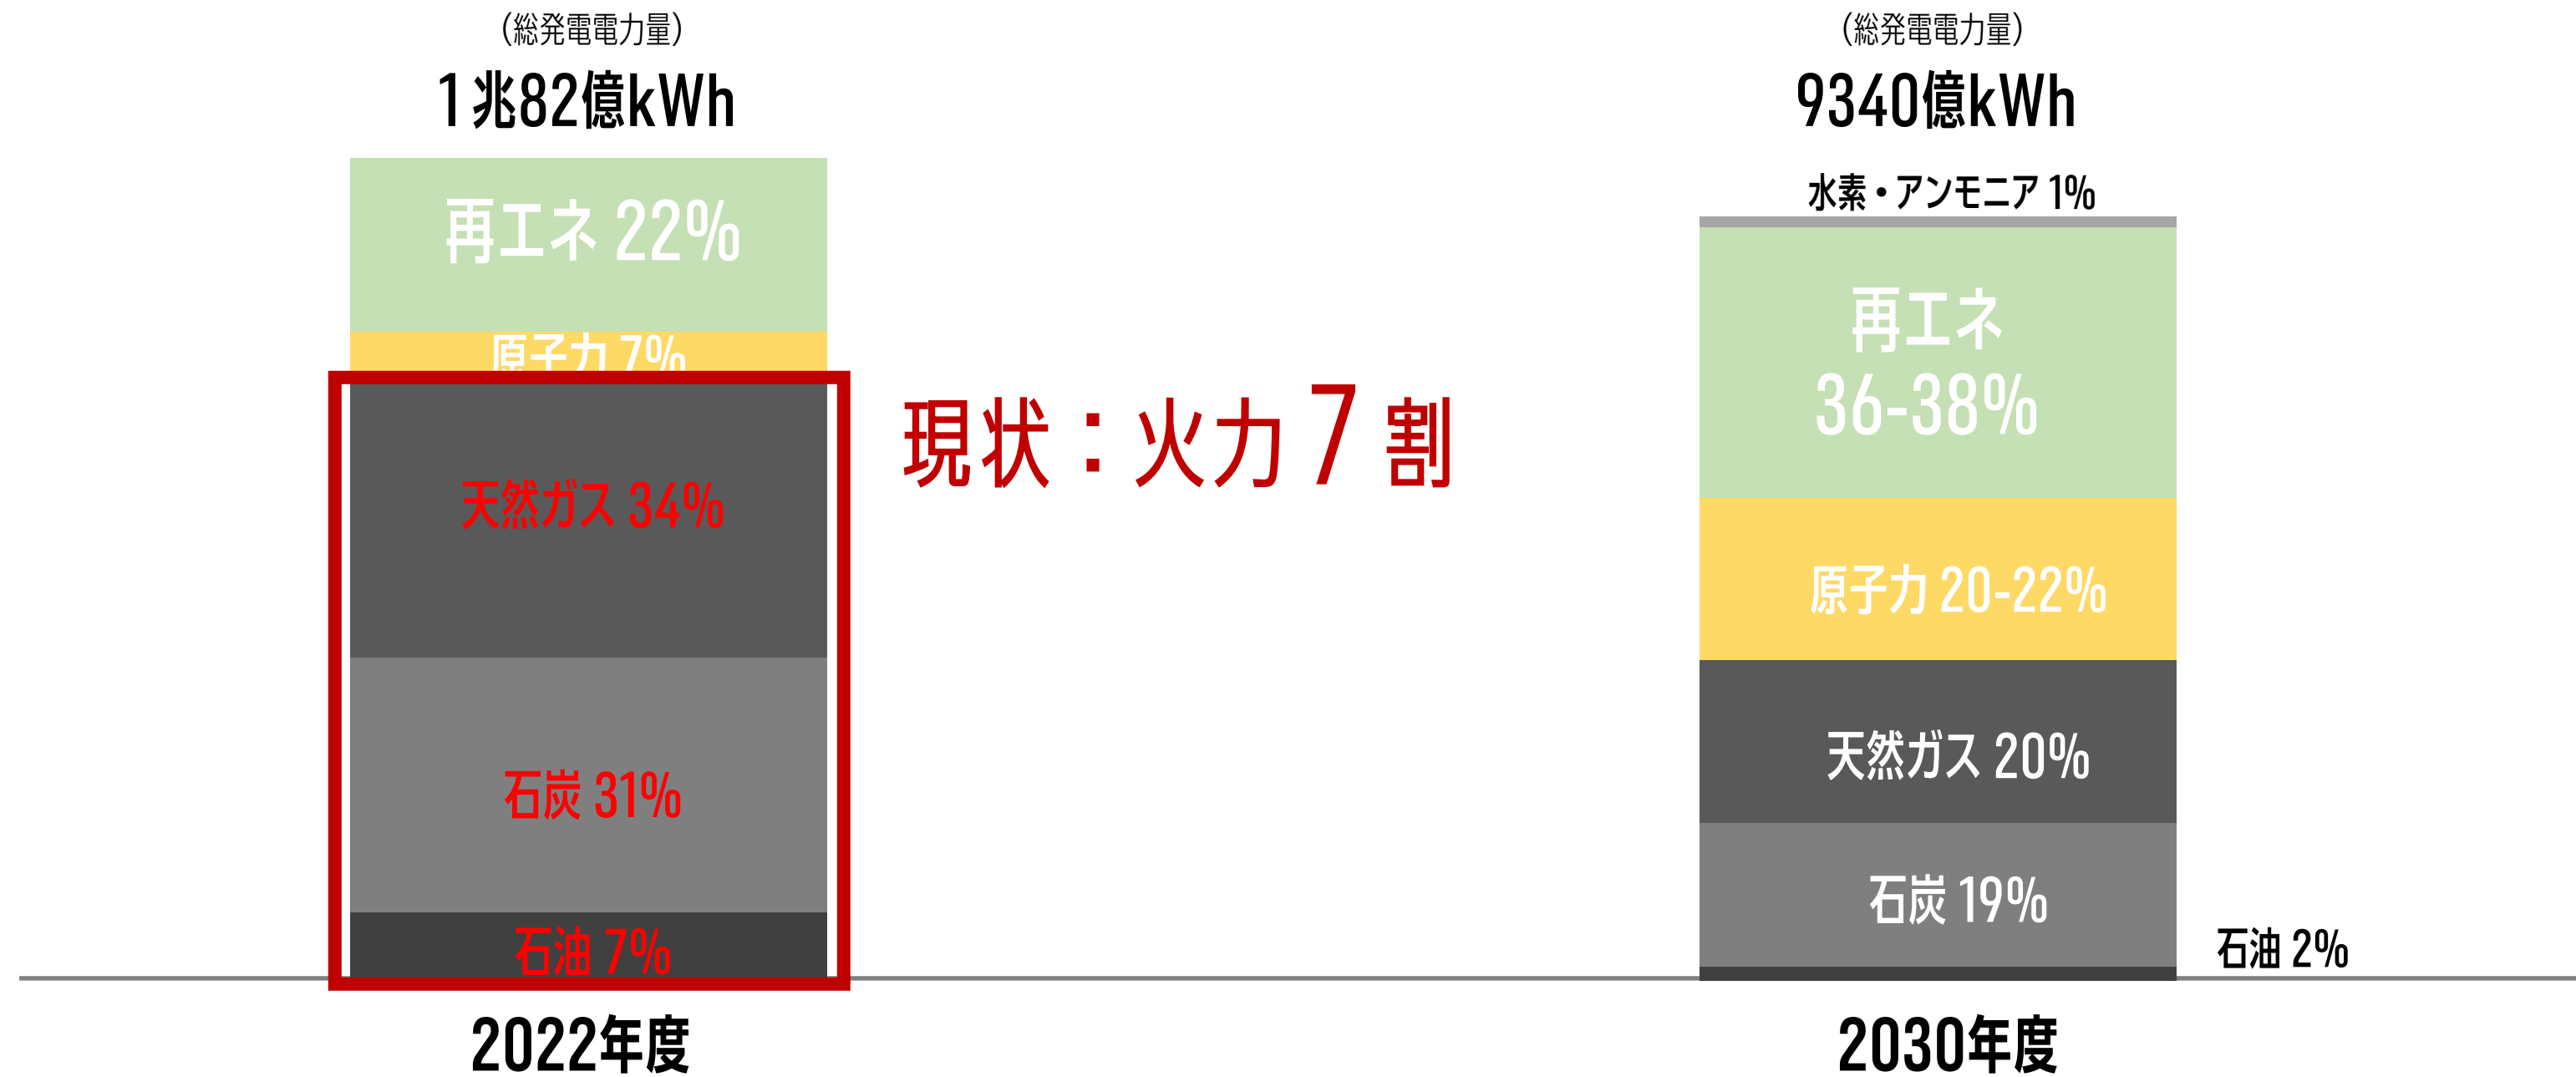 （総発電電力量）
1兆82億kWh
再エネ 22%
原子力 7%
天然ガス 34%
石炭 31%
石油 7%
2022年度
現状：火力7割
（総発電電力量）
9340億kWh
水素・アンモニア 1%
再エネ
36-38%
原子力 20-22%
天然ガス 20%
石炭 19%
石油 2%
2030年度